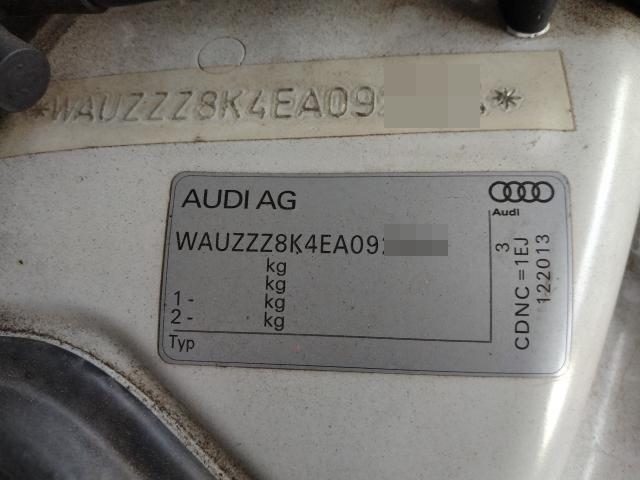 *WAUZZZ8K4EA09
AUDI AG
Audi
WAUZZZ8K4EA09
kg
kg
1 - kg
2 - kg
Typ
3
CDNC = 1EJ
122013